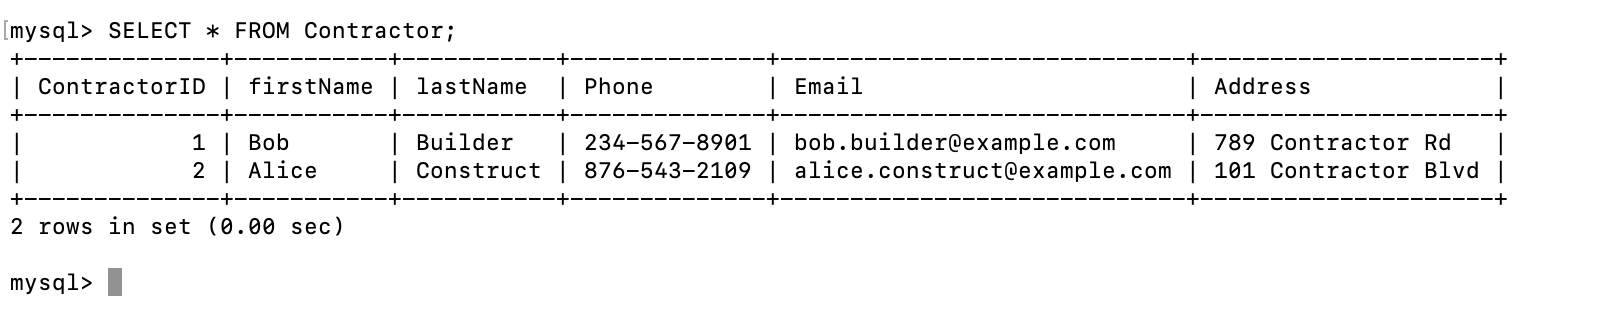 mysql> SELECT * FROM Contractor;
+--------------+-----------+-----------+--------------+-----------------------------+---------------------+
| ContractorID | firstName | lastName  | Phone        | Email                       | Address             |
+--------------+-----------+-----------+--------------+-----------------------------+---------------------+
|            1 | Bob       | Builder   | 234-567-8901 | bob.builder@example.com     | 789 Contractor Rd   |
|            2 | Alice     | Construct | 876-543-2109 | alice.construct@example.com | 101 Contractor Blvd |
+--------------+-----------+-----------+--------------+-----------------------------+---------------------+
2 rows in set (0.00 sec)
mysql>